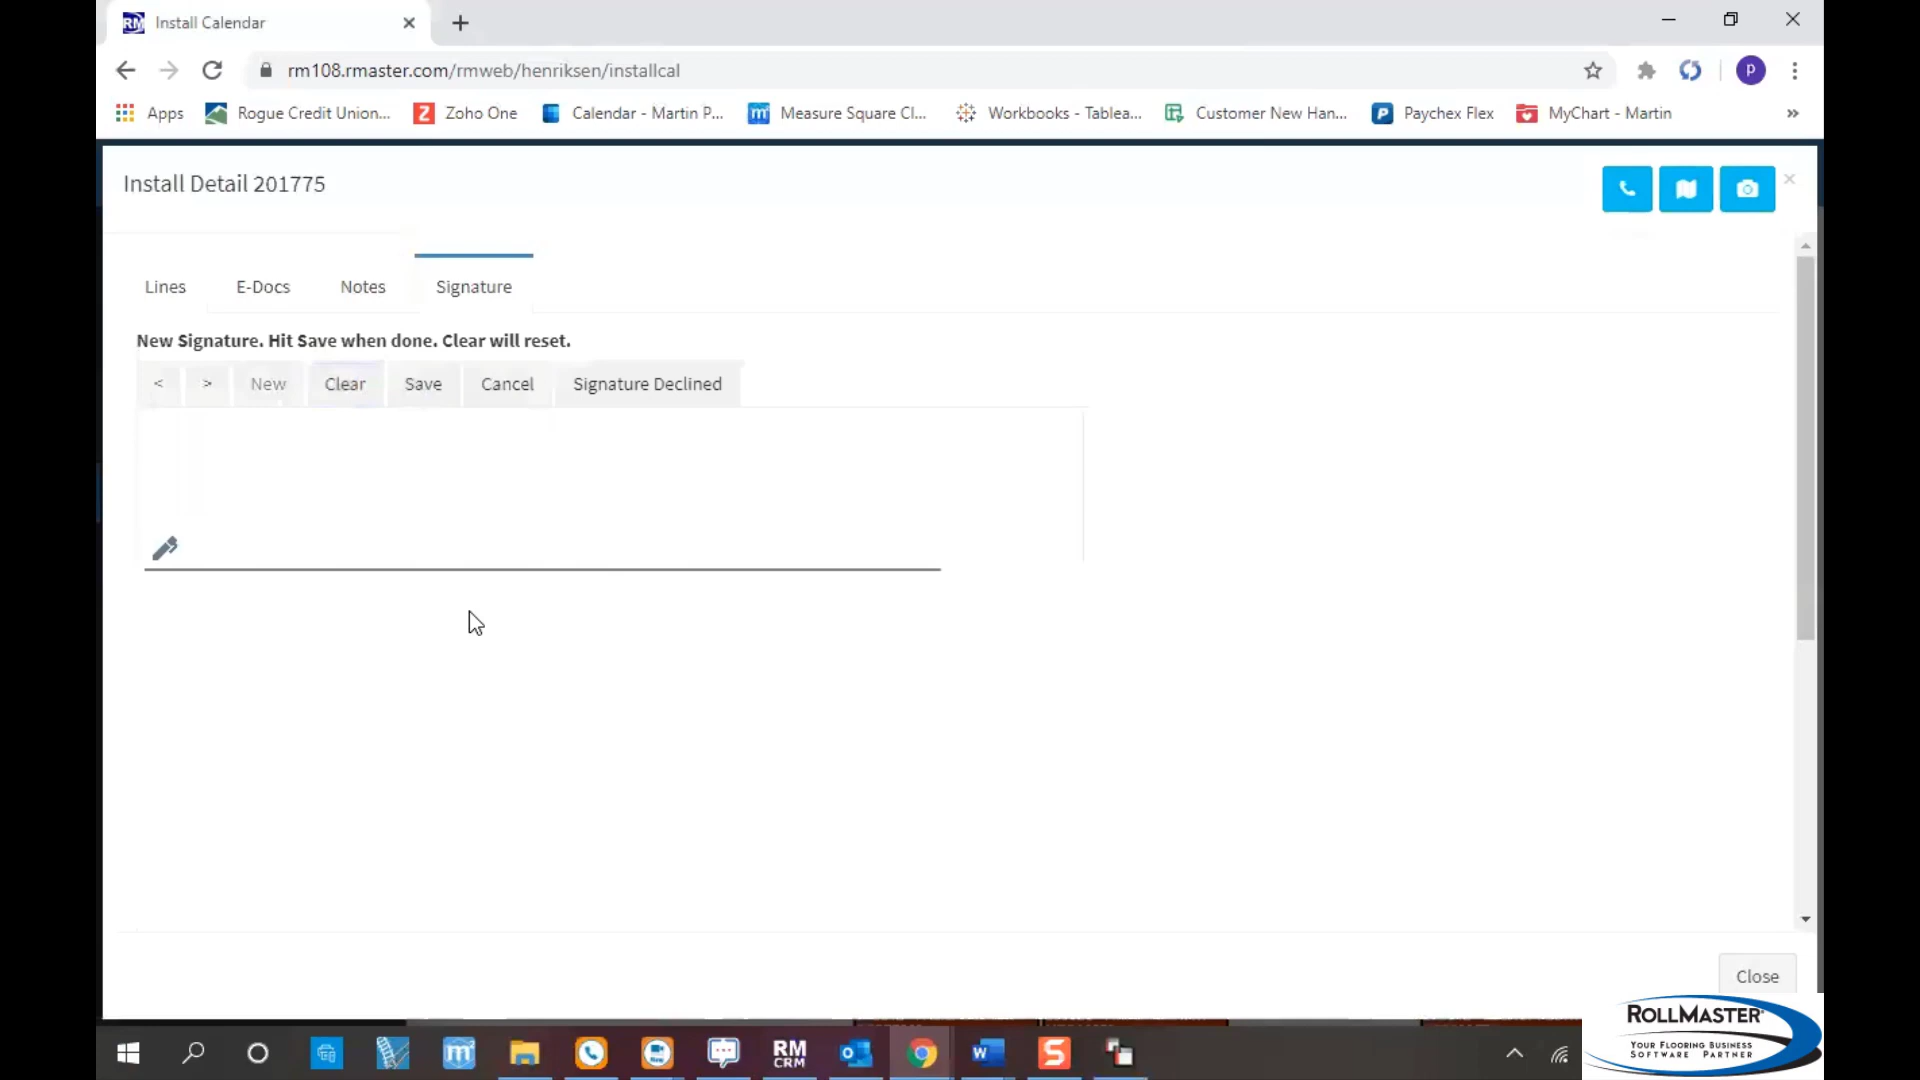 Install Calendar
rm108.rmaster.com/rmweb/henriksen/installcal
P
Apps
Rogue Credit Union...
Zoho One
Calendar - Martin P...
Measure Square Cl...
Workbooks - Tablea...
Customer New Han...
Paychex Flex
MyChart - Martin
Install Detail 201775
Lines
E-Docs
Notes
Signature
New Signature. Hit Save when done. Clear will reset.
< > New Clear Save Cancel Signature Declined
Close
RM
CRM
ROLLMASTER
YOUR FLOORING BUSINESS
SOFTWARE PARTNER